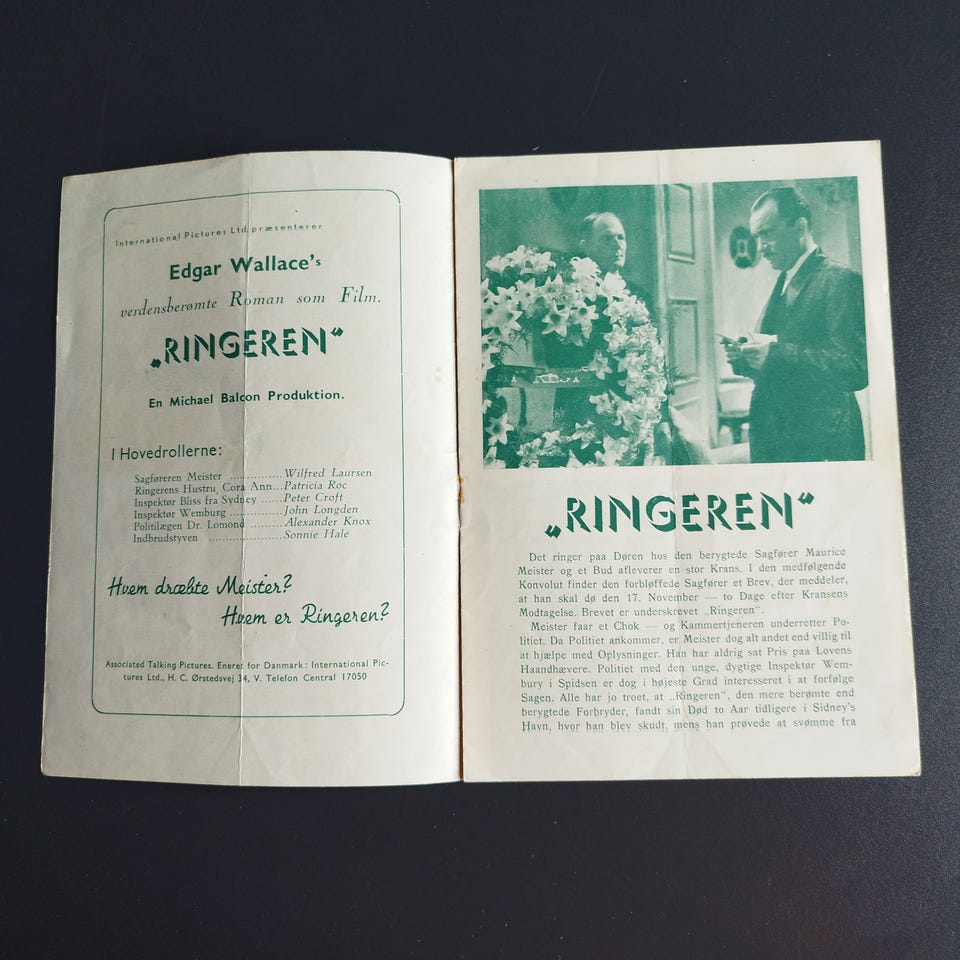 International Pictures Ltd. præsenterer
Edgar Wallace's
verdensberømte Roman som Film.
„RINGEREN“
En Michael Balcon Produktion.
I Hovedrollerne:
Sagføreren Meister ............... Wilfred Laursen
Ringerens Hustru, Cora Ann... Patricia Roc
Inspektør Bliss fra Sydney ...... Peter Croft
Inspektør Wemburg ............... John Longden
Politilægen Dr. Lomond .......... Alexander Knox
Indbrudstyven ..................... Sonnie Hale
Hvem dræbte Meister?
Hvem er Ringeren?
Associated Talking Pictures. Eneret for Danmark: International Pic-
tures Ltd., H. C. Ørstedsvej 34, V. Telefon Central 17050
„RINGEREN“
Det ringer paa Døren hos den berygtede Sagfører Maurice
Meister og et Bud afleverer en stor Krans. I den medfølgende
Konvolut finder den forbløffede Sagfører et Brev, der meddeler,
at han skal dø den 17. November — to Dage efter Kransens
Modtagelse. Brevet er underskrevet „Ringeren“.
Meister faar et Chok — og Kammertjeneren underretter Po-
litiet. Da Politiet ankommer, er Meister dog alt andet end villig til
at hjælpe med Oplysninger. Han har aldrig sat Pris paa Lovens
Haandhævere. Politiet med den unge, dygtige Inspektør Wem-
bury i Spidsen er dog i højeste Grad interesseret i at forfølge
Sagen. Alle har jo troet, at „Ringeren“, den mere berømte end
berygtede Forbryder, fandt sin Død to Aar tidligere i Sidney's
Havn, hvor han blev skudt, mens han prøvede at svømme fra